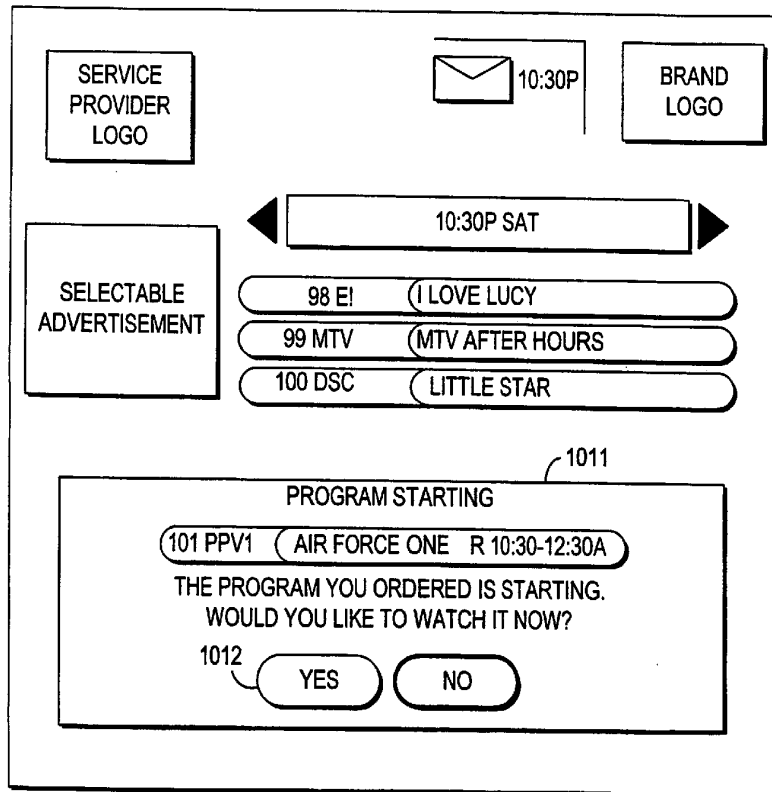 SERVICE
PROVIDER
LOGO
10:30P
BRAND
LOGO
10:30P SAT
SELECTABLE
ADVERTISEMENT
98 E! I LOVE LUCY
99 MTV MTV AFTER HOURS
100 DSC LITTLE STAR
1011
PROGRAM STARTING
101 PPV1 AIR FORCE ONE R 10:30-12:30A
THE PROGRAM YOU ORDERED IS STARTING.
WOULD YOU LIKE TO WATCH IT NOW?
1012
YES NO